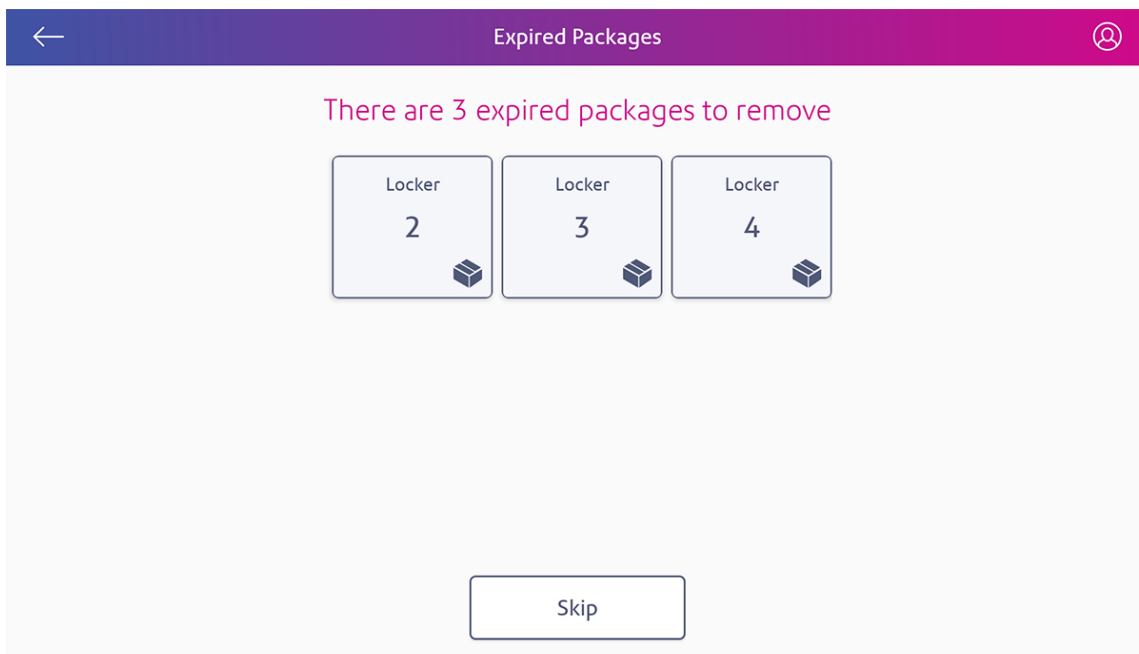 Expired Packages
There are 3 expired packages to remove
Locker Locker Locker
2 3 4
Skip